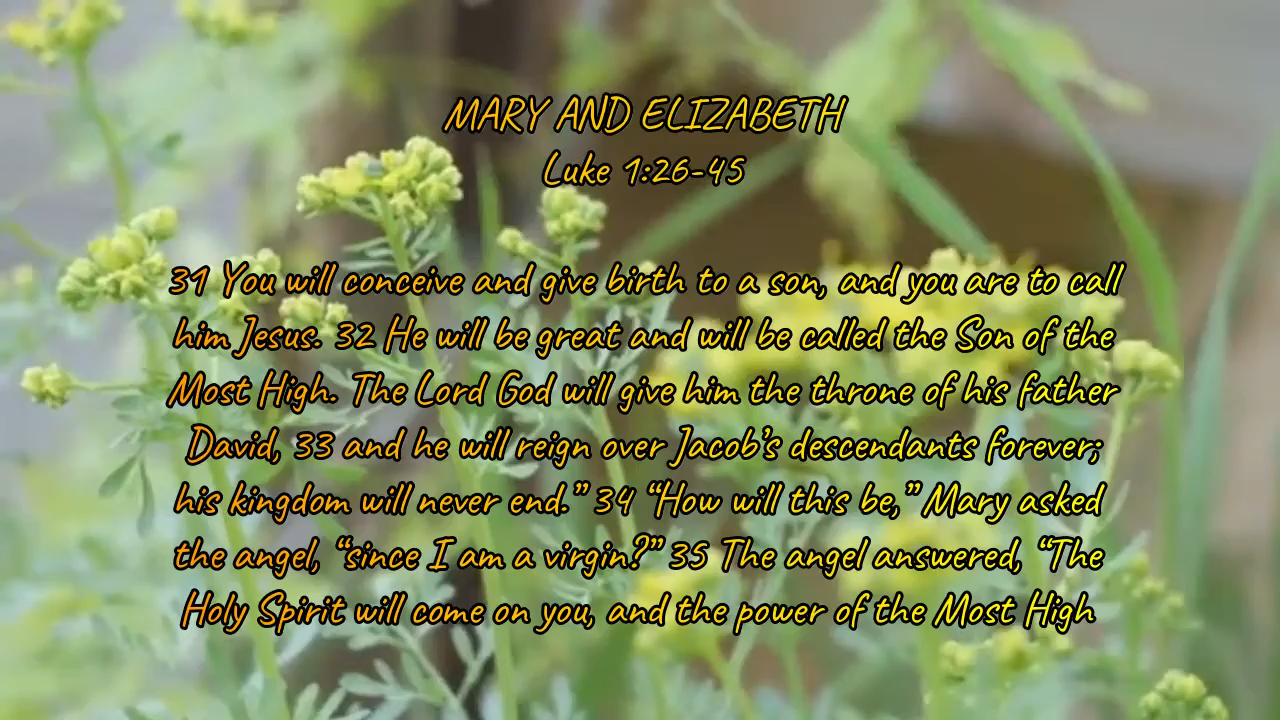 MARY AND ELIZABETH
Luke 1:26-45
31 You will conceive and give birth to a son, and you are to call
him Jesus. 32 He will be great and will be called the Son of the
Most High. The Lord God will give him the throne of his father
David, 33 and he will reign over Jacob’s descendants forever;
his kingdom will never end.” 34 “How will this be,” Mary asked
the angel, “since I am a virgin?” 35 The angel answered, “The
Holy Spirit will come on you, and the power of the Most High